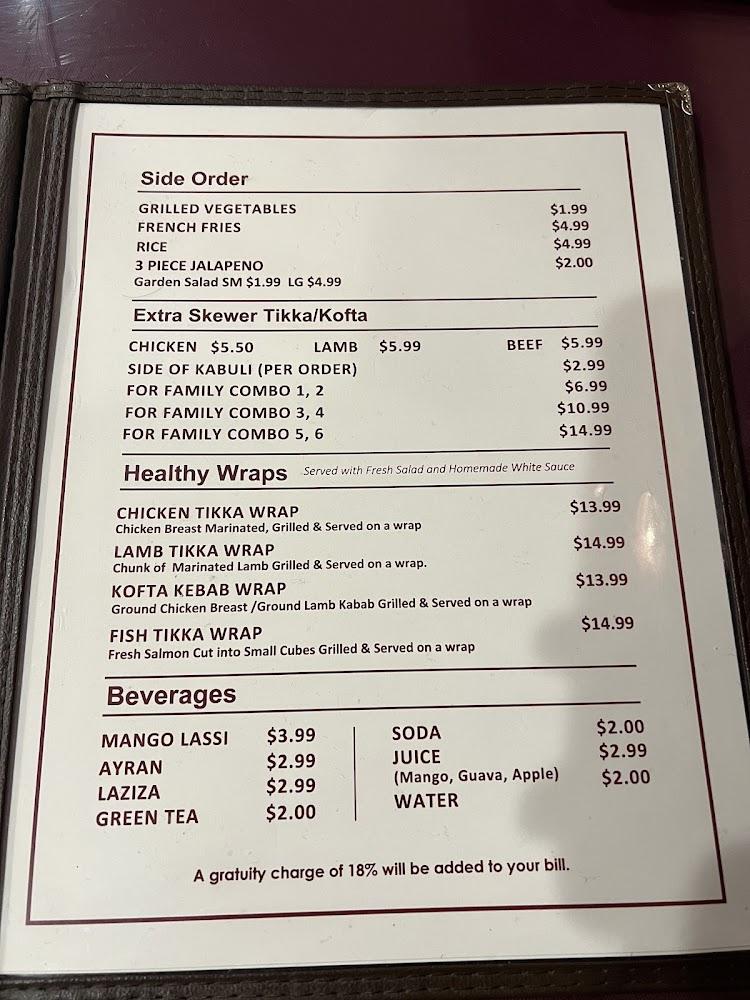 Side Order
GRILLED VEGETABLES $1.99
FRENCH FRIES $4.99
RICE $4.99
3 PIECE JALAPENO $2.00
Garden Salad SM $1.99 LG $4.99
Extra Skewer Tikka/Kofta
CHICKEN $5.50 LAMB $5.99 BEEF $5.99
SIDE OF KABULI (PER ORDER) $2.99
FOR FAMILY COMBO 1, 2 $6.99
FOR FAMILY COMBO 3, 4 $10.99
FOR FAMILY COMBO 5, 6 $14.99
Healthy Wraps Served with Fresh Salad and Homemade White Sauce
CHICKEN TIKKA WRAP $13.99
Chicken Breast Marinated, Grilled & Served on a wrap
LAMB TIKKA WRAP $14.99
Chunk of Marinated Lamb Grilled & Served on a wrap.
KOFTA KEBAB WRAP $13.99
Ground Chicken Breast /Ground Lamb Kabab Grilled & Served on a wrap
FISH TIKKA WRAP $14.99
Fresh Salmon Cut into Small Cubes Grilled & Served on a wrap
Beverages
MANGO LASSI $3.99
AYRAN $2.99
LAZIZA $2.99
GREEN TEA $2.00
SODA $2.00
JUICE $2.99
(Mango, Guava, Apple) $2.00
WATER
A gratuity charge of 18% will be added to your bill.